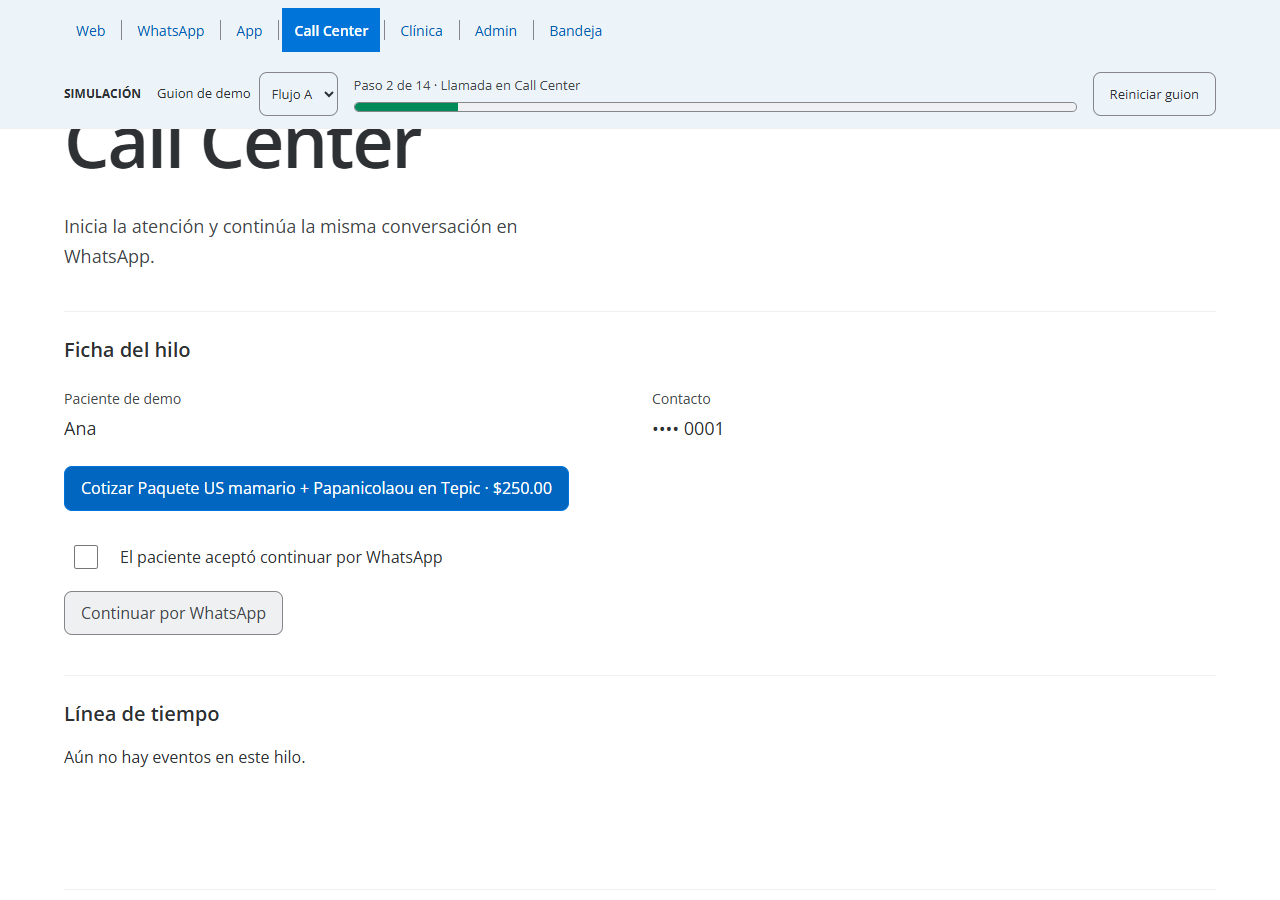 Web
WhatsApp
App
Call Center
Clínica
Admin
Bandeja
SIMULACIÓN
Guion de demo
Flujo A
Paso 2 de 14 · Llamada en Call Center
Reiniciar guion
Call Center
Inicia la atención y continúa la misma conversación en
WhatsApp.
Ficha del hilo
Paciente de demo
Ana
Contacto
•••• 0001
Cotizar Paquete US mamario + Papanicolaou en Tepic · $250.00
El paciente aceptó continuar por WhatsApp
Continuar por WhatsApp
Línea de tiempo
Aún no hay eventos en este hilo.